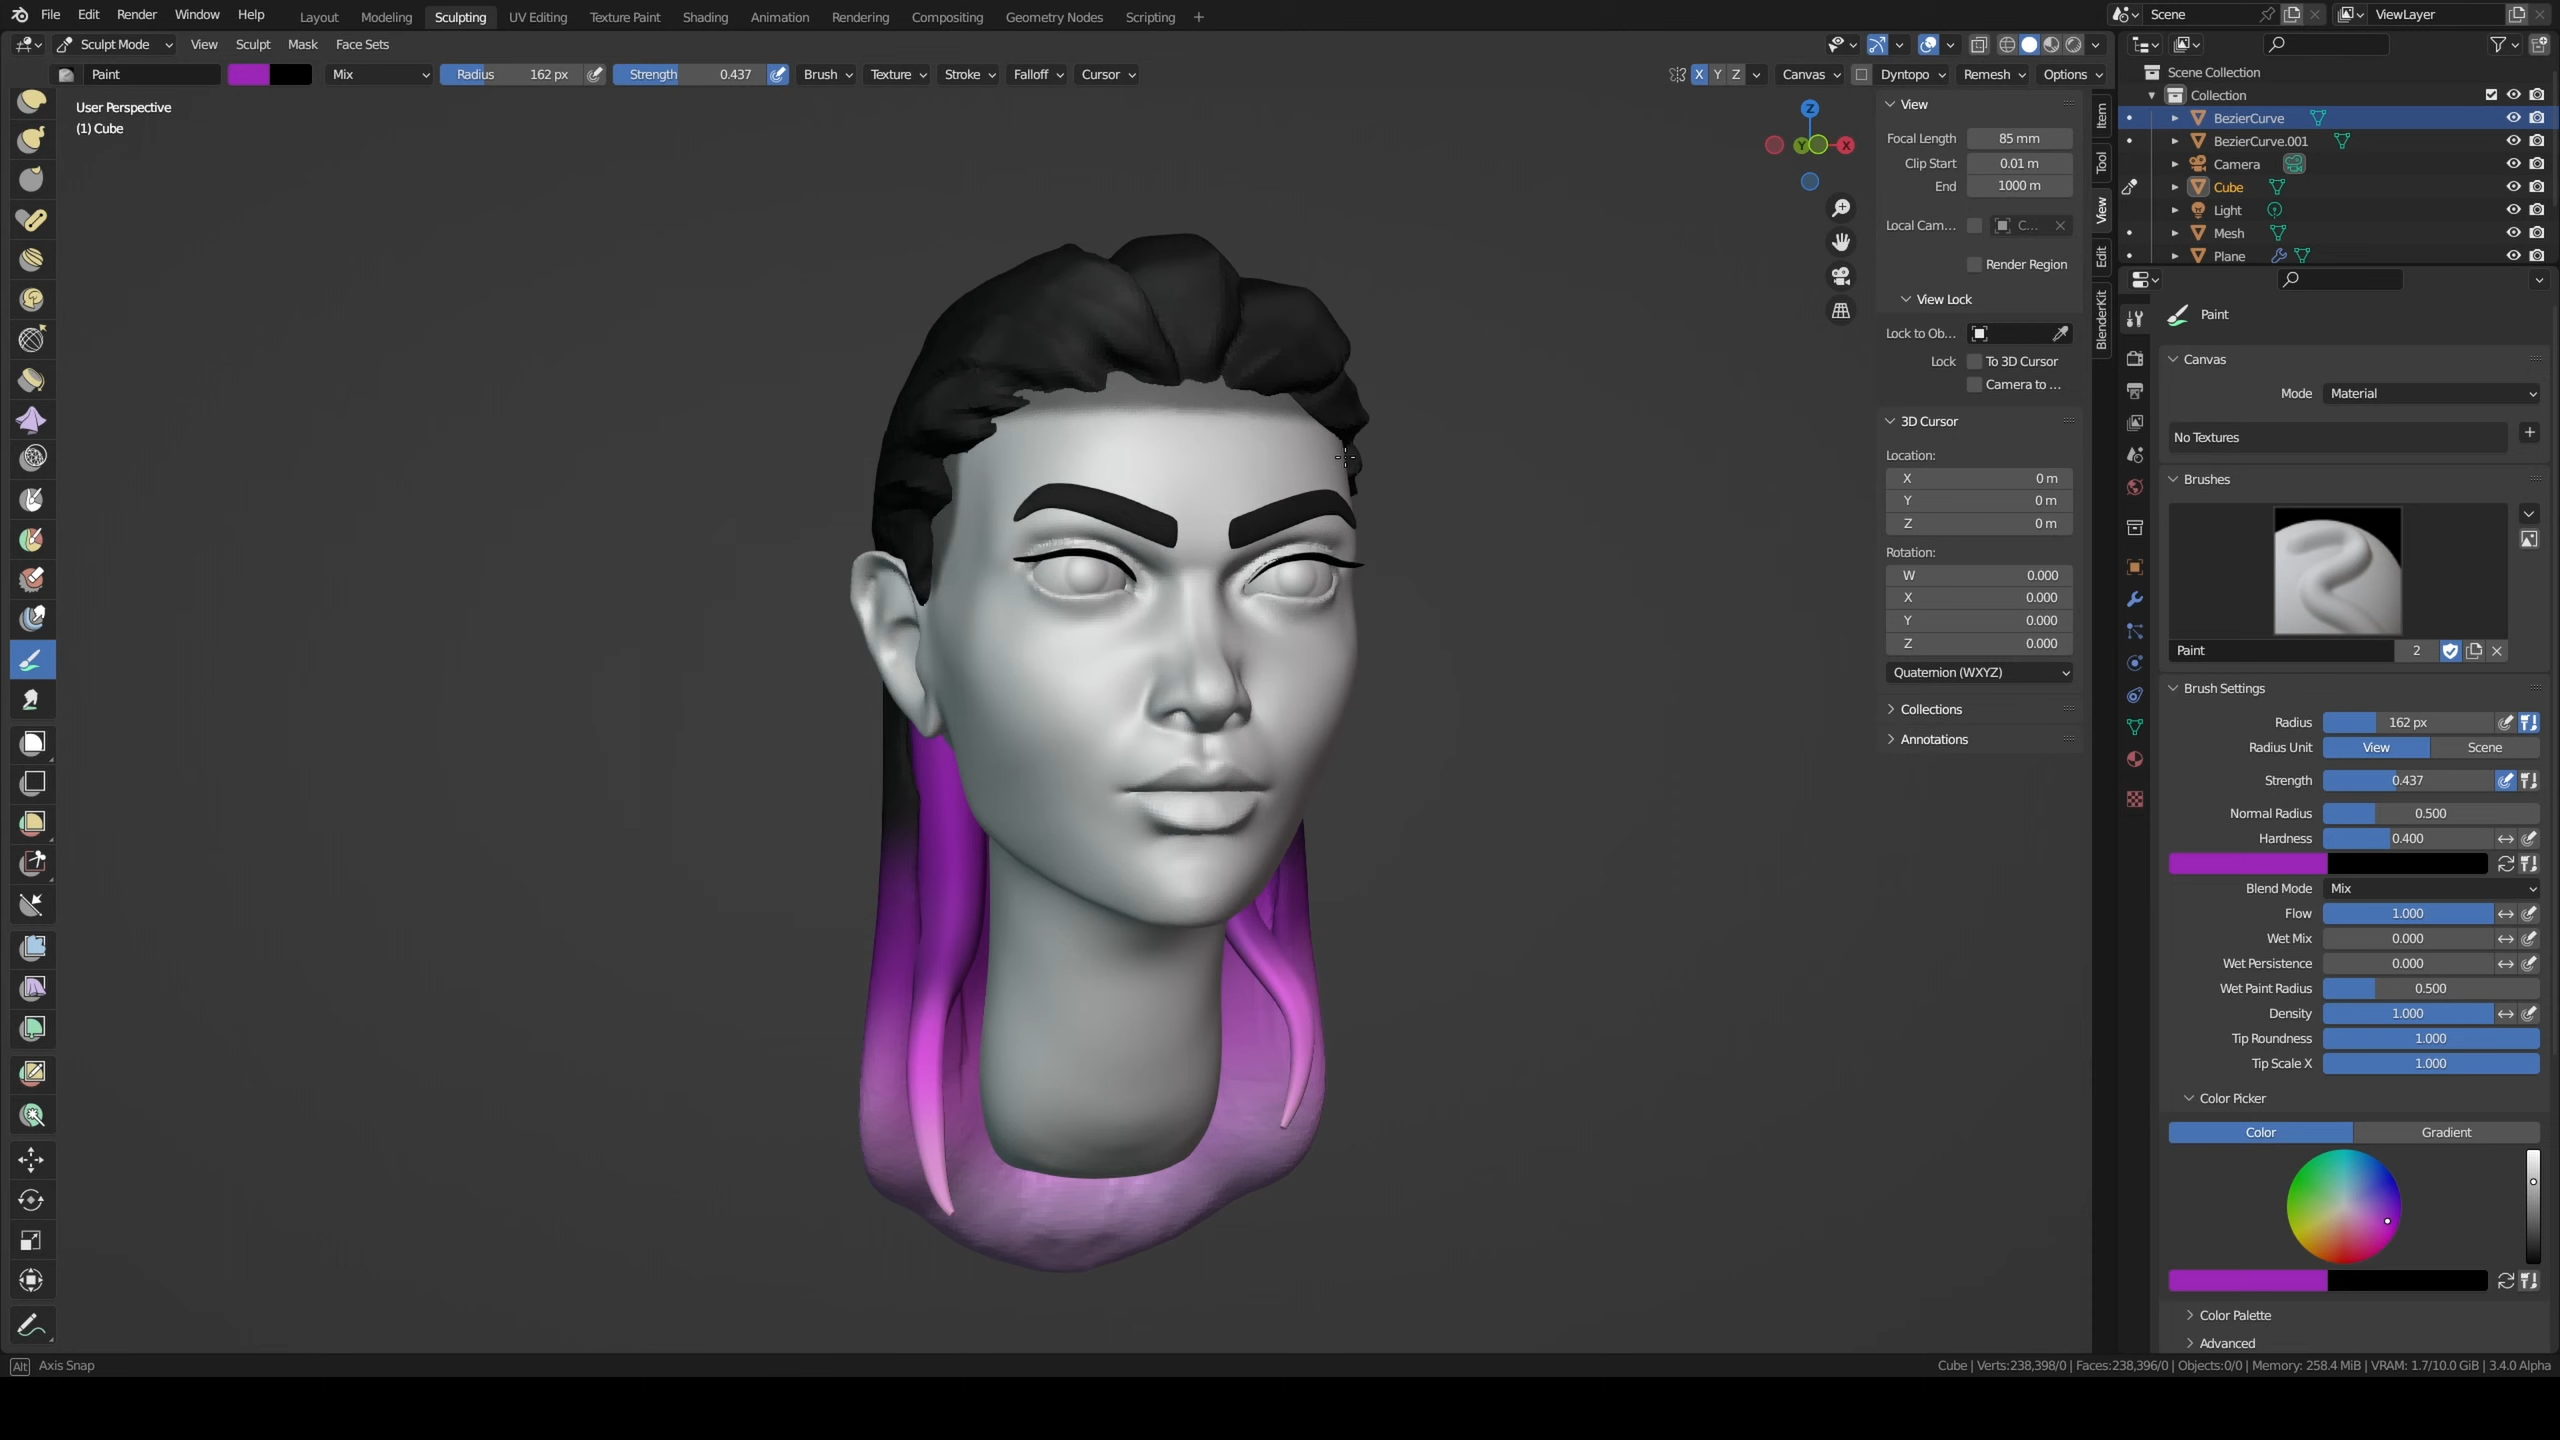 File Edit Render Window Help Layout Modeling Sculpting UV Editing Texture Paint Shading Animation Rendering Compositing Geometry Nodes Scripting + Scene ViewLayer
Sculpt Mode View Sculpt Mask Face Sets
Paint Mix Radius 162 px Strength 0.437 Brush Texture Stroke Falloff Cursor X Y Z Canvas Dyntopo Remesh Options
User Perspective
(1) Cube
Z
Y
X
View
Focal Length 85 mm
Clip Start 0.01 m
End 1000 m
Local Cam... C...
Render Region
View Lock
Lock to Ob...
Lock To 3D Cursor
Camera to ...
3D Cursor
Location:
X 0 m
Y 0 m
Z 0 m
Rotation:
W 0.000
X 0.000
Y 0.000
Z 0.000
Quaternion (WXYZ)
Collections
Annotations
Item
Tool
View
Edit
BlenderKit
Scene Collection
Collection
BezierCurve
BezierCurve.001
Camera
Cube
Light
Mesh
Plane
Paint
Canvas
Mode Material
No Textures
Brushes
Paint 2
Brush Settings
Radius 162 px
Radius Unit View Scene
Strength 0.437
Normal Radius 0.500
Hardness 0.400
Blend Mode Mix
Flow 1.000
Wet Mix 0.000
Wet Persistence 0.000
Wet Paint Radius 0.500
Density 1.000
Tip Roundness 1.000
Tip Scale X 1.000
Color Picker
Color Gradient
Color Palette
Advanced
Alt Axis Snap
Cube | Verts:238,398/0 | Faces:238,396/0 | Objects:0/0 | Memory: 258.4 MiB | VRAM: 1.7/10.0 GiB | 3.4.0 Alpha